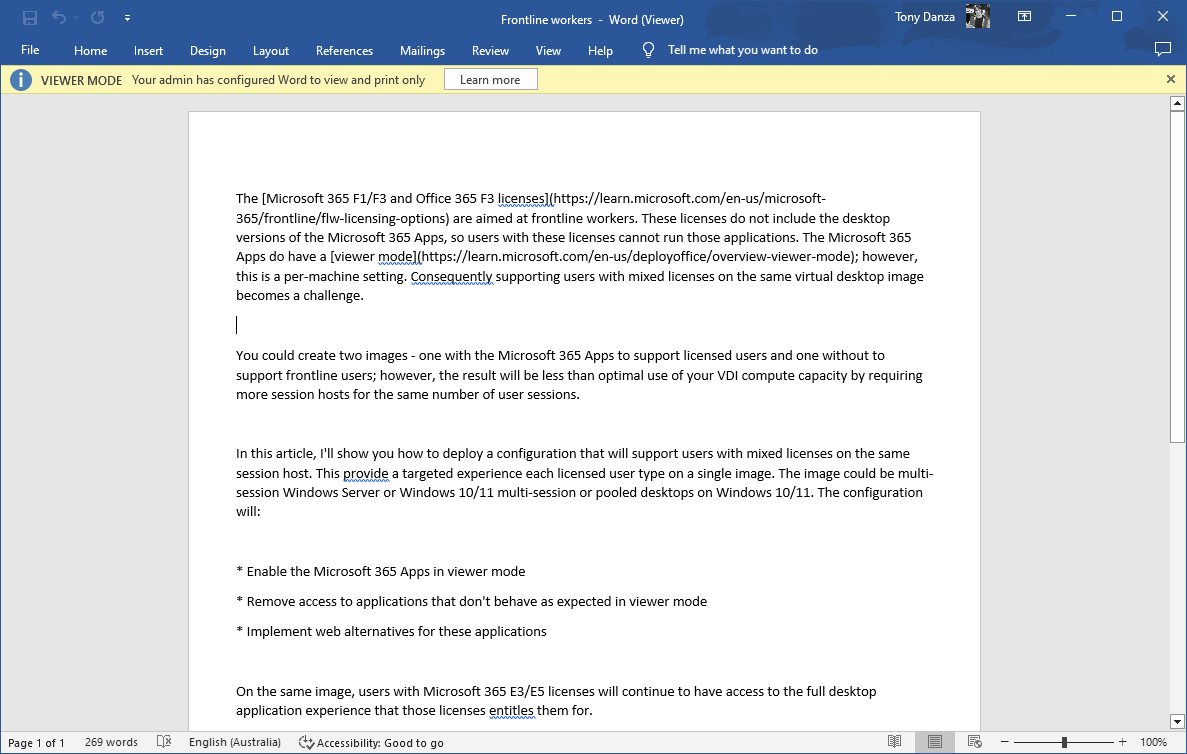 Frontline workers - Word (Viewer)
Tony Danza
File Home Insert Design Layout References Mailings Review View Help Tell me what you want to do
VIEWER MODE Your admin has configured Word to view and print only Learn more
The [Microsoft 365 F1/F3 and Office 365 F3 licenses](https://learn.microsoft.com/en-us/microsoft-
365/frontline/flw-licensing-options) are aimed at frontline workers. These licenses do not include the desktop
versions of the Microsoft 365 Apps, so users with these licenses cannot run those applications. The Microsoft 365
Apps do have a [viewer mode](https://learn.microsoft.com/en-us/deployoffice/overview-viewer-mode); however,
this is a per-machine setting. Consequently supporting users with mixed licenses on the same virtual desktop image
becomes a challenge.
You could create two images - one with the Microsoft 365 Apps to support licensed users and one without to
support frontline users; however, the result will be less than optimal use of your VDI compute capacity by requiring
more session hosts for the same number of user sessions.
In this article, I'll show you how to deploy a configuration that will support users with mixed licenses on the same
session host. This provide a targeted experience each licensed user type on a single image. The image could be multi-
session Windows Server or Windows 10/11 multi-session or pooled desktops on Windows 10/11. The configuration
will:
* Enable the Microsoft 365 Apps in viewer mode
* Remove access to applications that don't behave as expected in viewer mode
* Implement web alternatives for these applications
On the same image, users with Microsoft 365 E3/E5 licenses will continue to have access to the full desktop
application experience that those licenses entitles them for.
Page 1 of 1 269 words English (Australia) Accessibility: Good to go 100%